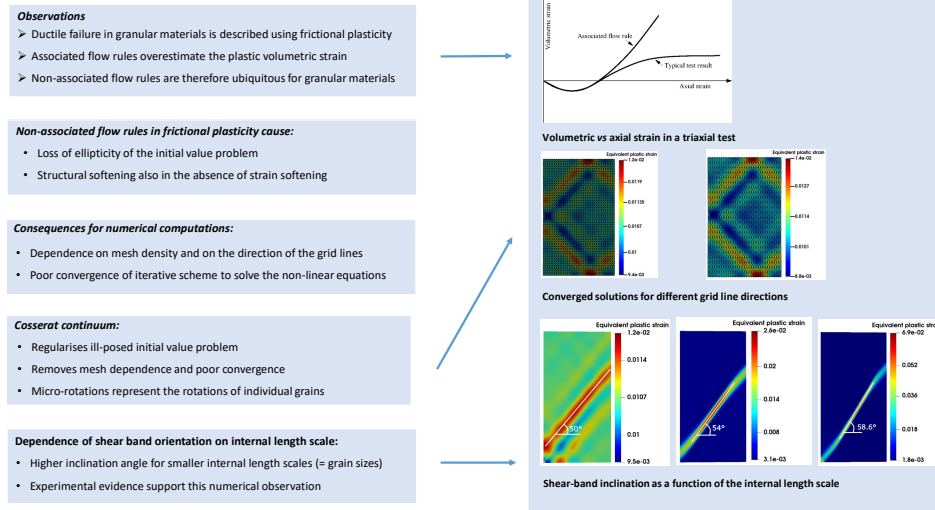 Observations
➢ Ductile failure in granular materials is described using frictional plasticity
➢ Associated flow rules overestimate the plastic volumetric strain
➢ Non-associated flow rules are therefore ubiquitous for granular materials
Non-associated flow rules in frictional plasticity cause:
• Loss of ellipticity of the initial value problem
• Structural softening also in the absence of strain softening
Consequences for numerical computations:
• Dependence on mesh density and on the direction of the grid lines
• Poor convergence of iterative scheme to solve the non-linear equations
Cosserat continuum:
• Regularises ill-posed initial value problem
• Removes mesh dependence and poor convergence
• Micro-rotations represent the rotations of individual grains
Dependence of shear band orientation on internal length scale:
• Higher inclination angle for smaller internal length scales (= grain sizes)
• Experimental evidence support this numerical observation
Volumetric strain
Associated flow rule
Typical test result
Axial strain
Volumetric vs axial strain in a triaxial test
Equivalent plastic strain
1.2e-02
0.0119
0.01135
0.0107
0.01
9.4e-03
Equivalent plastic strain
1.4e-02
0.0127
0.0114
0.0101
8.8e-03
Converged solutions for different grid line directions
Equivalent plastic strain
1.2e-02
0.0114
0.0107
0.01
9.5e-03
50°
Equivalent plastic strain
2.6e-02
0.02
0.014
0.008
3.1e-03
54°
Equivalent plastic strain
6.9e-02
0.052
0.036
0.018
1.8e-03
58.6°
Shear-band inclination as a function of the internal length scale